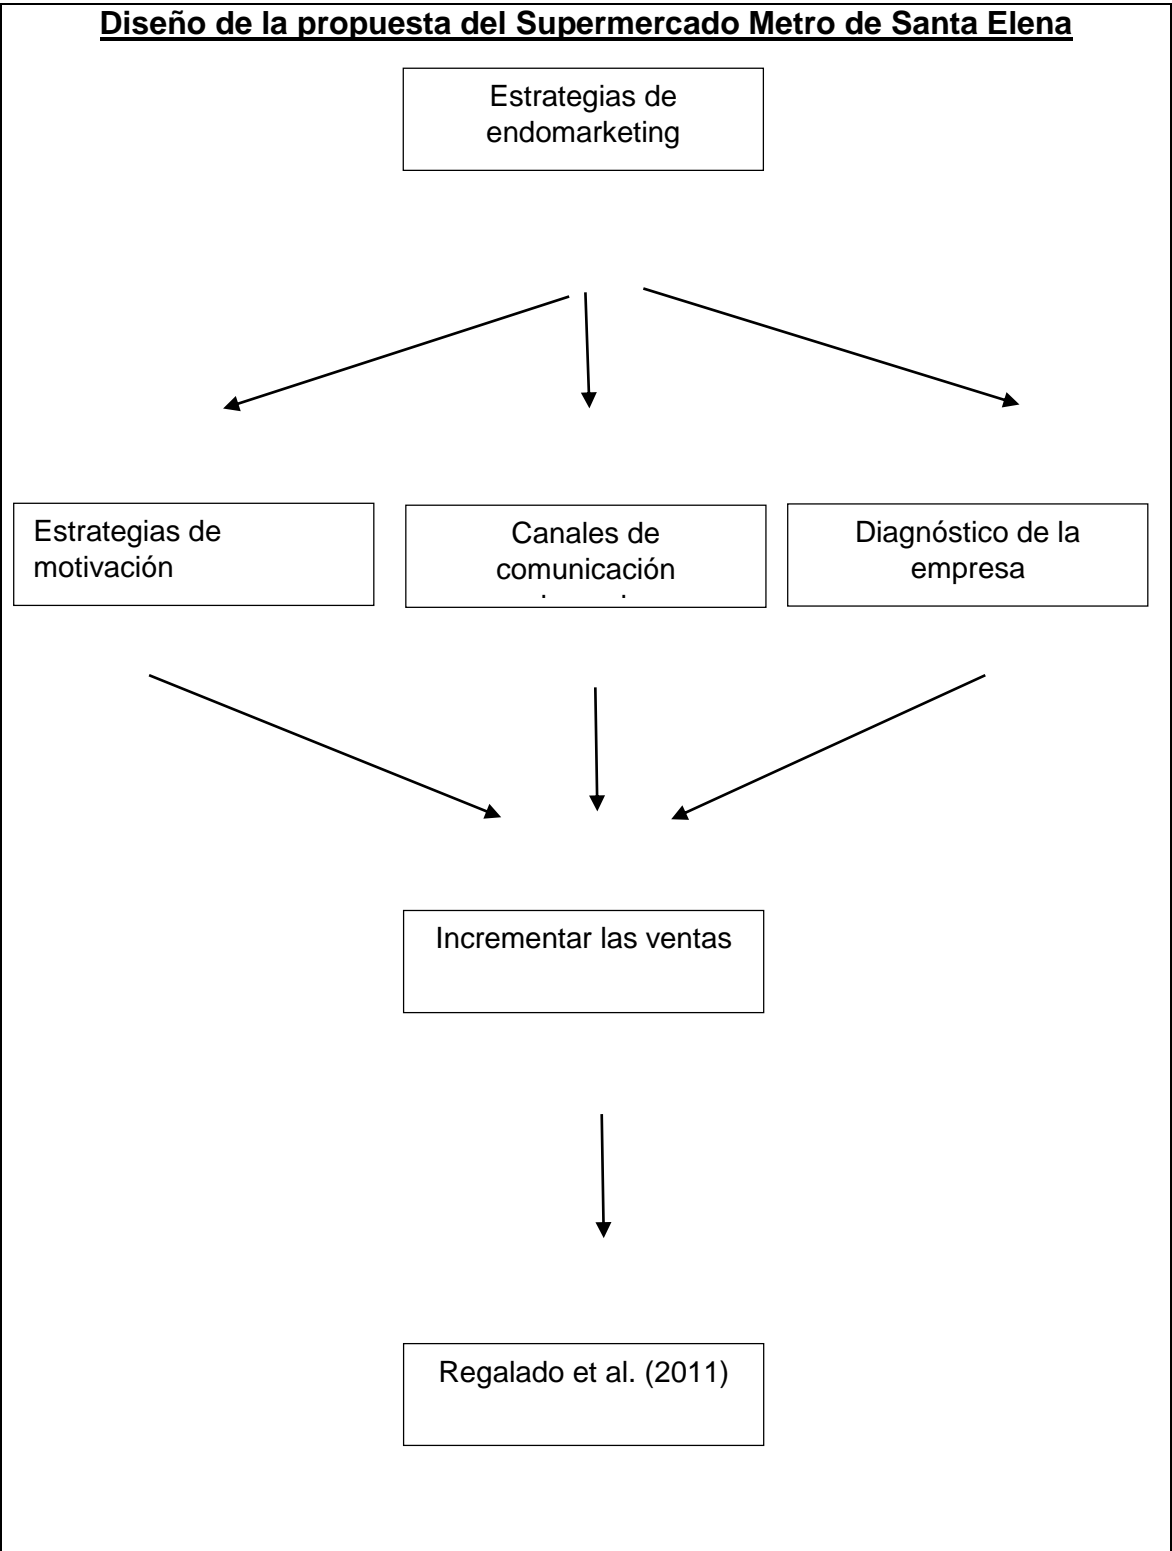 Diseño de la propuesta del Supermercado Metro de Santa Elena
Estrategias de
endomarketing
Estrategias de
motivación
Canales de
comunicación
Diagnóstico de la
empresa
Incrementar las ventas
Regalado et al. (2011)